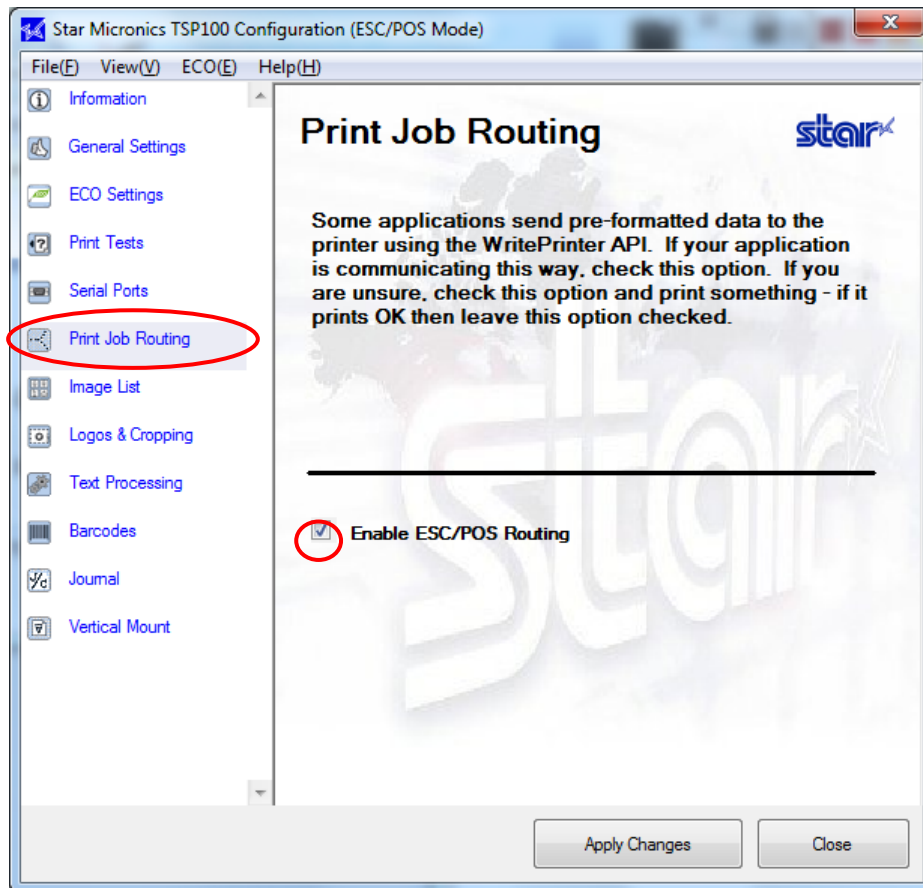 Star Micronics TSP100 Configuration (ESC/POS Mode)
File(F) View(V) ECO(E) Help(H)
Information
General Settings
ECO Settings
Print Tests
Serial Ports
Print Job Routing
Image List
Logos & Cropping
Text Processing
Barcodes
Journal
Vertical Mount
Print Job Routing
star
Some applications send pre-formatted data to the
printer using the WritePrinter API. If your application
is communicating this way, check this option. If you
are unsure, check this option and print something - if it
prints OK then leave this option checked.
star
Enable ESC/POS Routing
Apply Changes
Close